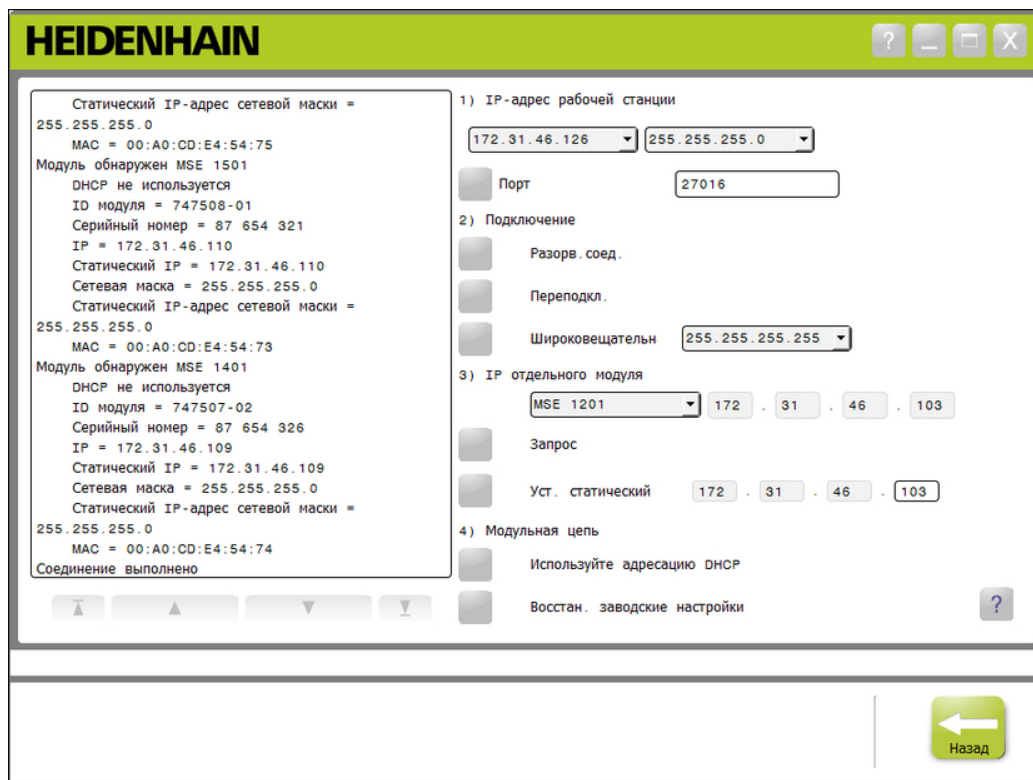 HEIDENHAIN
? _ X
Статический IP-адрес сетевой маски =
255.255.255.0
MAC = 00:A0:CD:E4:54:75
Модуль обнаружен MSE 1501
DHCP не используется
ID модуля = 747508-01
Серийный номер = 87 654 321
IP = 172.31.46.110
Статический IP = 172.31.46.110
Сетевая маска = 255.255.255.0
Статический IP-адрес сетевой маски =
255.255.255.0
MAC = 00:A0:CD:E4:54:73
Модуль обнаружен MSE 1401
DHCP не используется
ID модуля = 747507-02
Серийный номер = 87 654 326
IP = 172.31.46.109
Статический IP = 172.31.46.109
Сетевая маска = 255.255.255.0
Статический IP-адрес сетевой маски =
255.255.255.0
MAC = 00:A0:CD:E4:54:74
Соединение выполнено
1) IP-адрес рабочей станции
172.31.46.126 255.255.255.0
Порт 27016
2) Подключение
Разорв.соед.
Переподкл.
Широковещательн 255.255.255.255
3) IP отдельного модуля
MSE 1201 172 . 31 . 46 . 103
Запрос
Уст. статический 172 . 31 . 46 . 103
4) Модульная цепь
Используйте адресацию DHCP
Восстан. заводские настройки
?
Назад